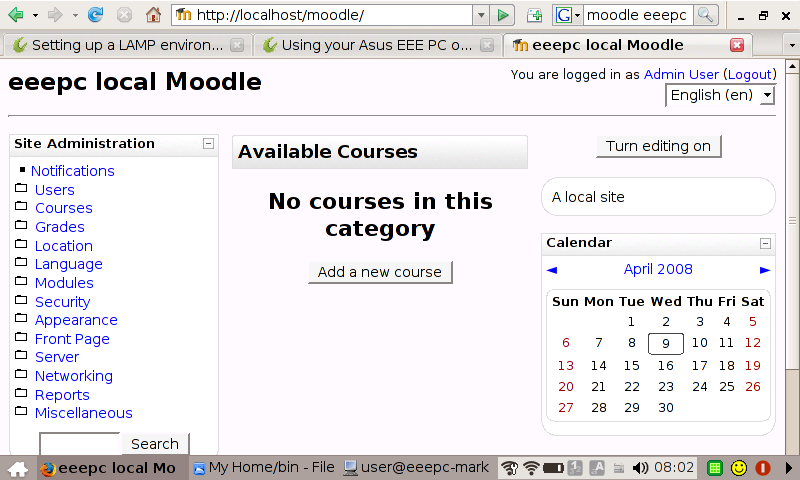 http://localhost/moodle/
moodle eeepc
Setting up a LAMP environ...
Using your Asus EEE PC o...
eeepc local Moodle
eeepc local Moodle
You are logged in as Admin User (Logout)
English (en)
Site Administration
Notifications
Users
Courses
Grades
Location
Language
Modules
Security
Appearance
Front Page
Server
Networking
Reports
Miscellaneous
Search
Available Courses
No courses in this
category
Add a new course
Turn editing on
A local site
Calendar
◄ April 2008 ►
Sun Mon Tue Wed Thu Fri Sat
1 2 3 4 5
6 7 8 9 10 11 12
13 14 15 16 17 18 19
20 21 22 23 24 25 26
27 28 29 30
eeepc local Mo
My Home/bin - File
user@eeepc-mark
08:02